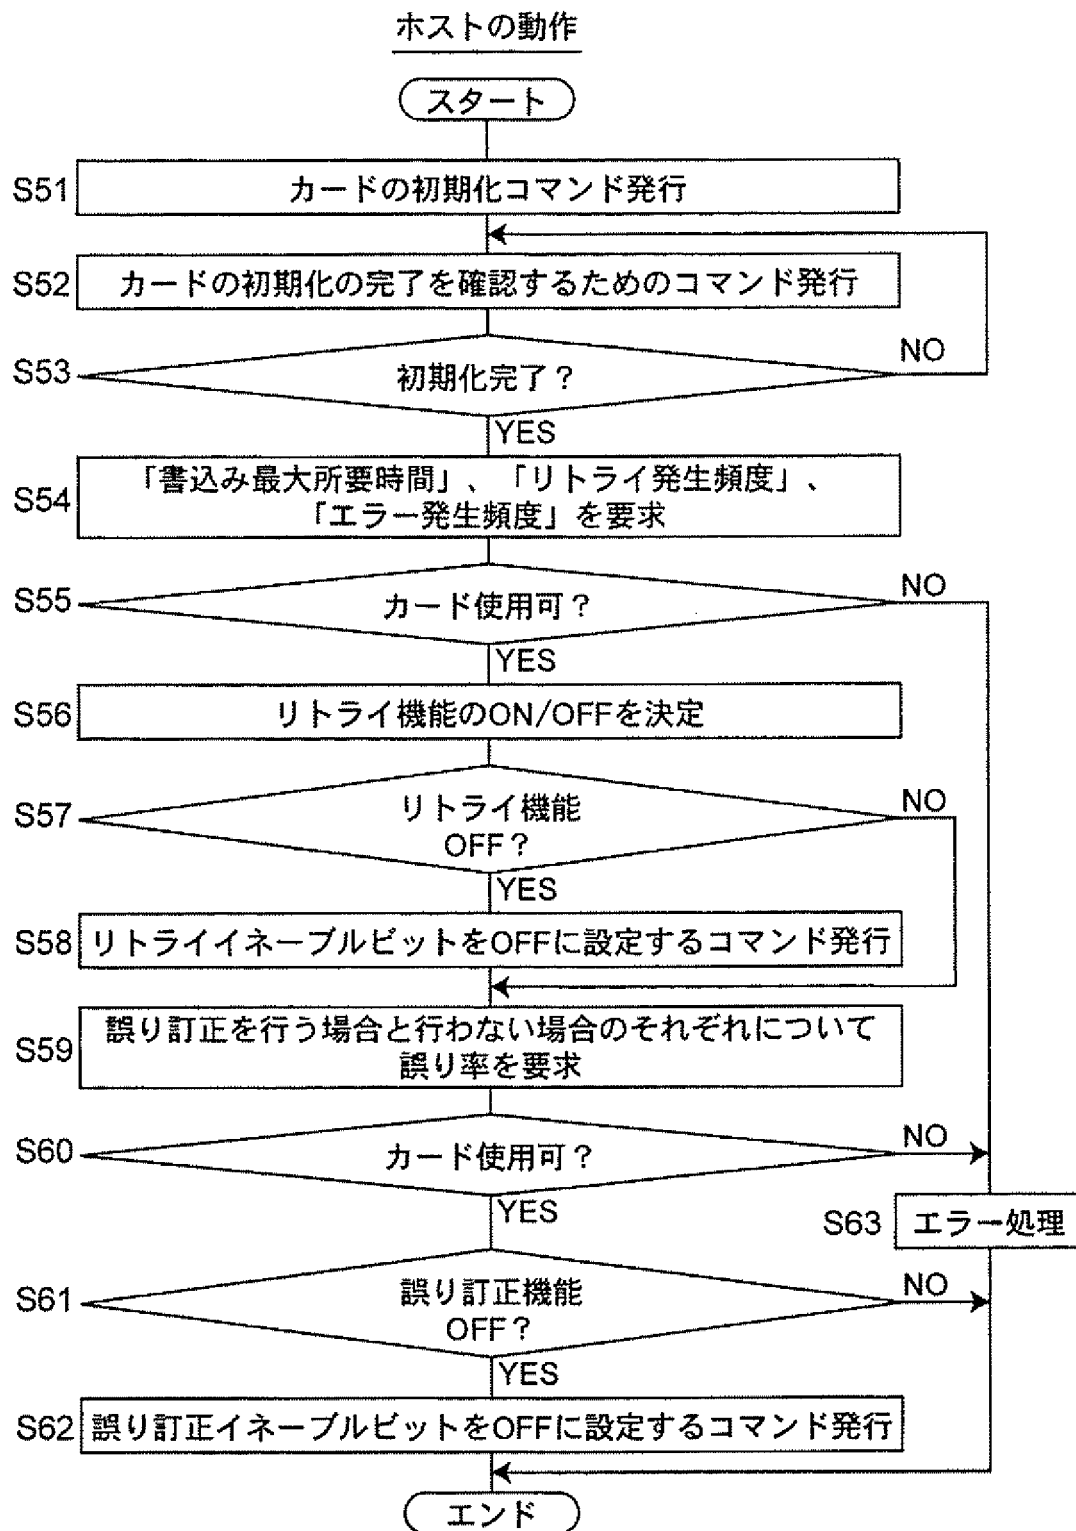 ホストの動作
スタート
S51
カードの初期化コマンド発行
S52
カードの初期化の完了を確認するためのコマンド発行
S53
初期化完了？
NO
YES
S54
「書込み最大所要時間」、「リトライ発生頻度」、
「エラー発生頻度」を要求
S55
カード使用可？
NO
YES
S56
リトライ機能のON/OFFを決定
S57
リトライ機能
OFF？
NO
YES
S58
リトライイネーブルビットをOFFに設定するコマンド発行
S59
誤り訂正を行う場合と行わない場合のそれぞれについて
誤り率を要求
S60
カード使用可？
NO
YES
S63
エラー処理
S61
誤り訂正機能
OFF？
NO
YES
S62
誤り訂正イネーブルビットをOFFに設定するコマンド発行
エンド